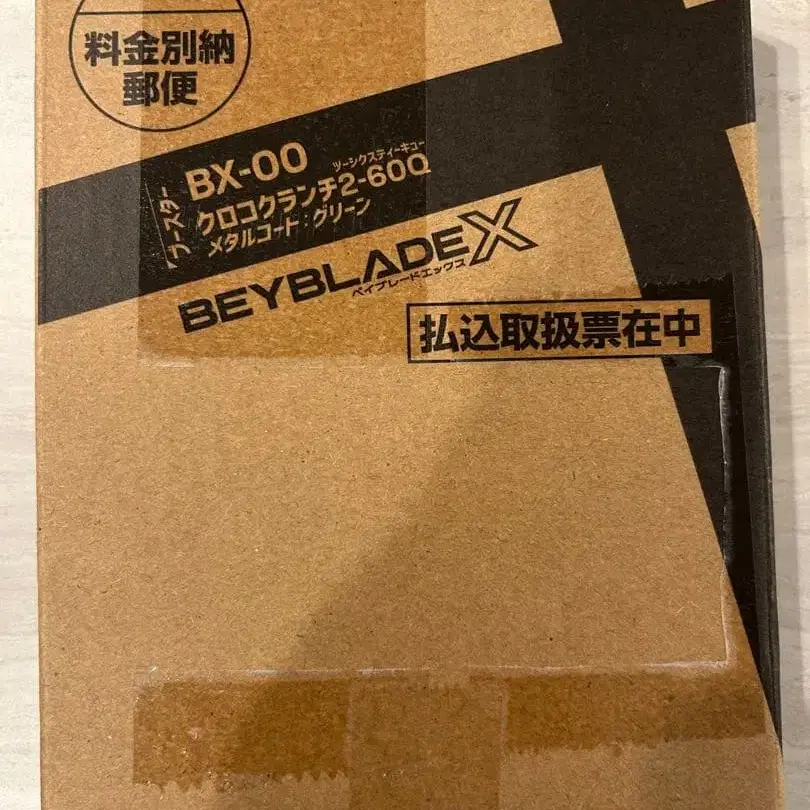 料金別納
郵便
ブースター
BX-00
ツーシクスティーキュー
クロコクランチ2-60Q
メタルコート:グリーン
BEYBLADE X
ベイブレードエックス
払込取扱票在中